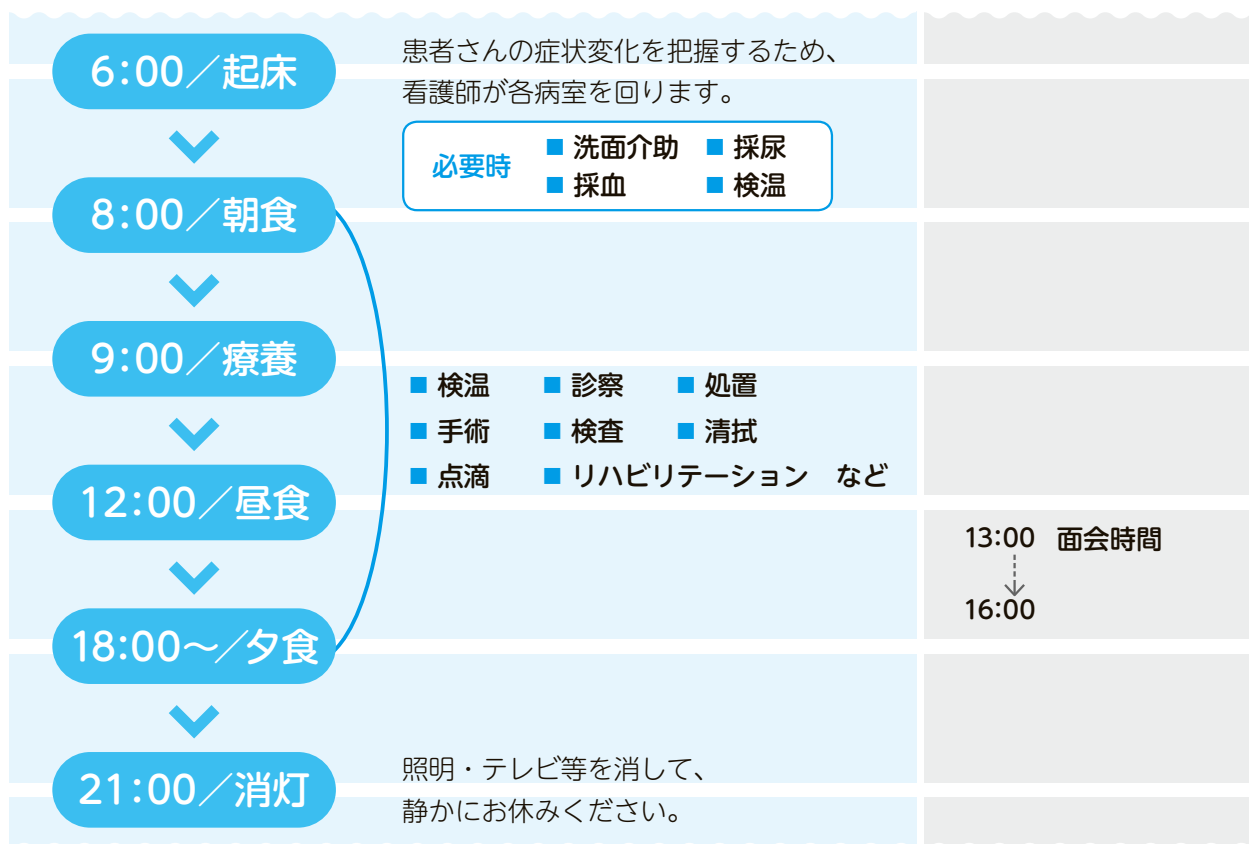 6:00／起床
患者さんの症状変化を把握するため、
看護師が各病室を回ります。
必要時
■ 洗面介助 ■ 採尿
■ 採血 ■ 検温
8:00／朝食
9:00／療養
■ 検温 ■ 診察 ■ 処置
■ 手術 ■ 検査 ■ 清拭
■ 点滴 ■ リハビリテーション など
12:00／昼食
13:00 面会時間
16:00
18:00〜／夕食
21:00／消灯
照明・テレビ等を消して、
静かにお休みください。